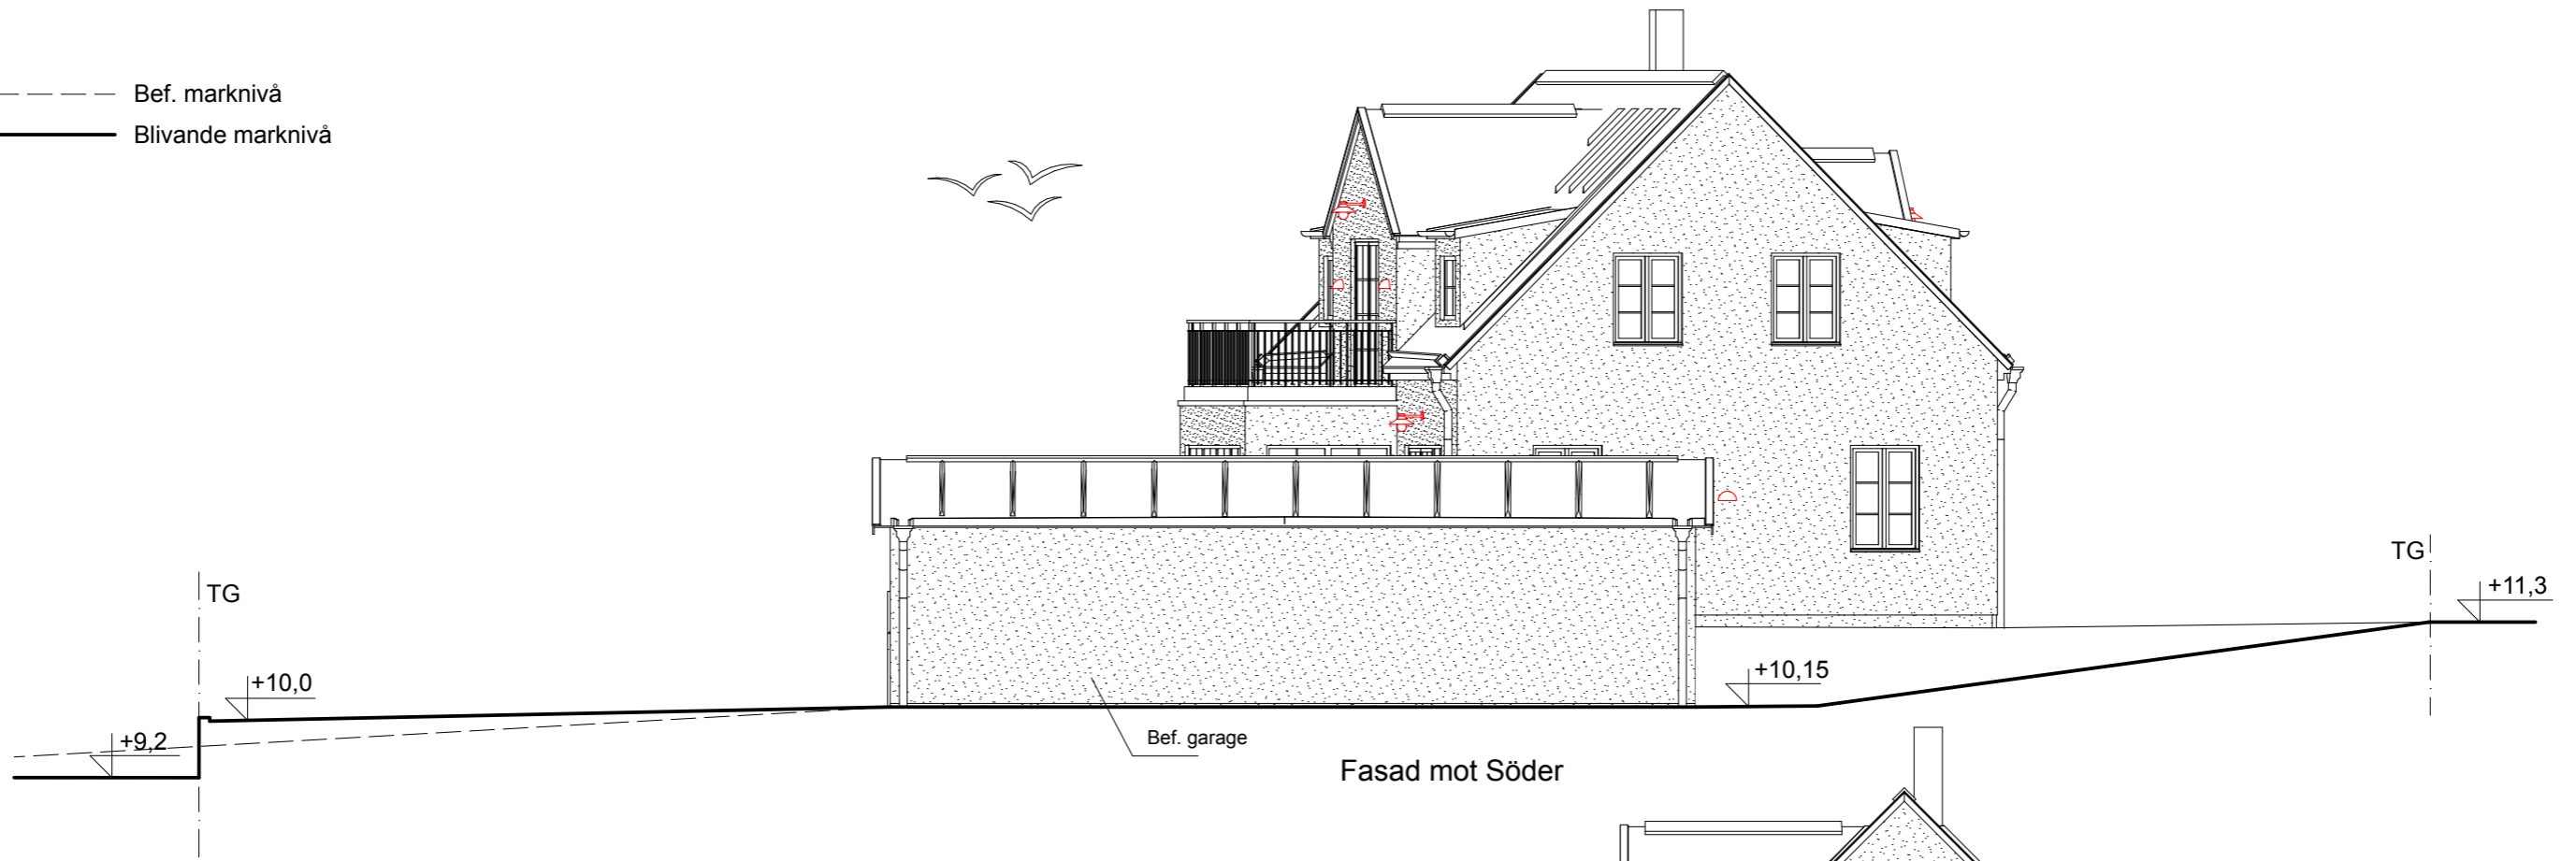 Bef. marknivå
Blivande marknivå
TG
TG
+11,3
+10,0
+10,15
+9,2
Bef. garage
Fasad mot Söder